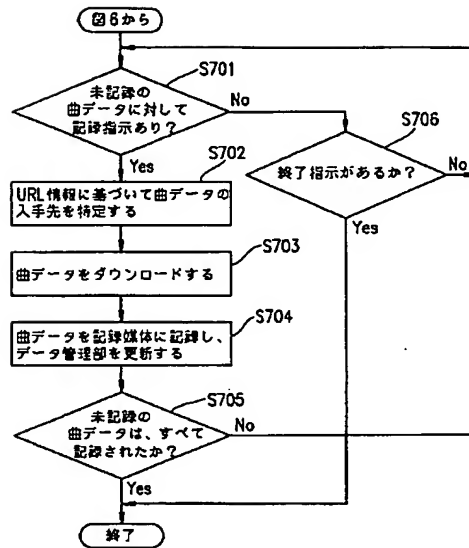 図6から
S701
未記録の
曲データに対して
記録指示あり？
No
Yes
S706
終了指示があるか？
No
Yes
S702
URL情報に基づいて曲データの
入手先を特定する
S703
曲データをダウンロードする
S704
曲データを記録媒体に記録し、
データ管理部を更新する
S705
未記録の
曲データは、すべて
記録されたか？
No
Yes
終了